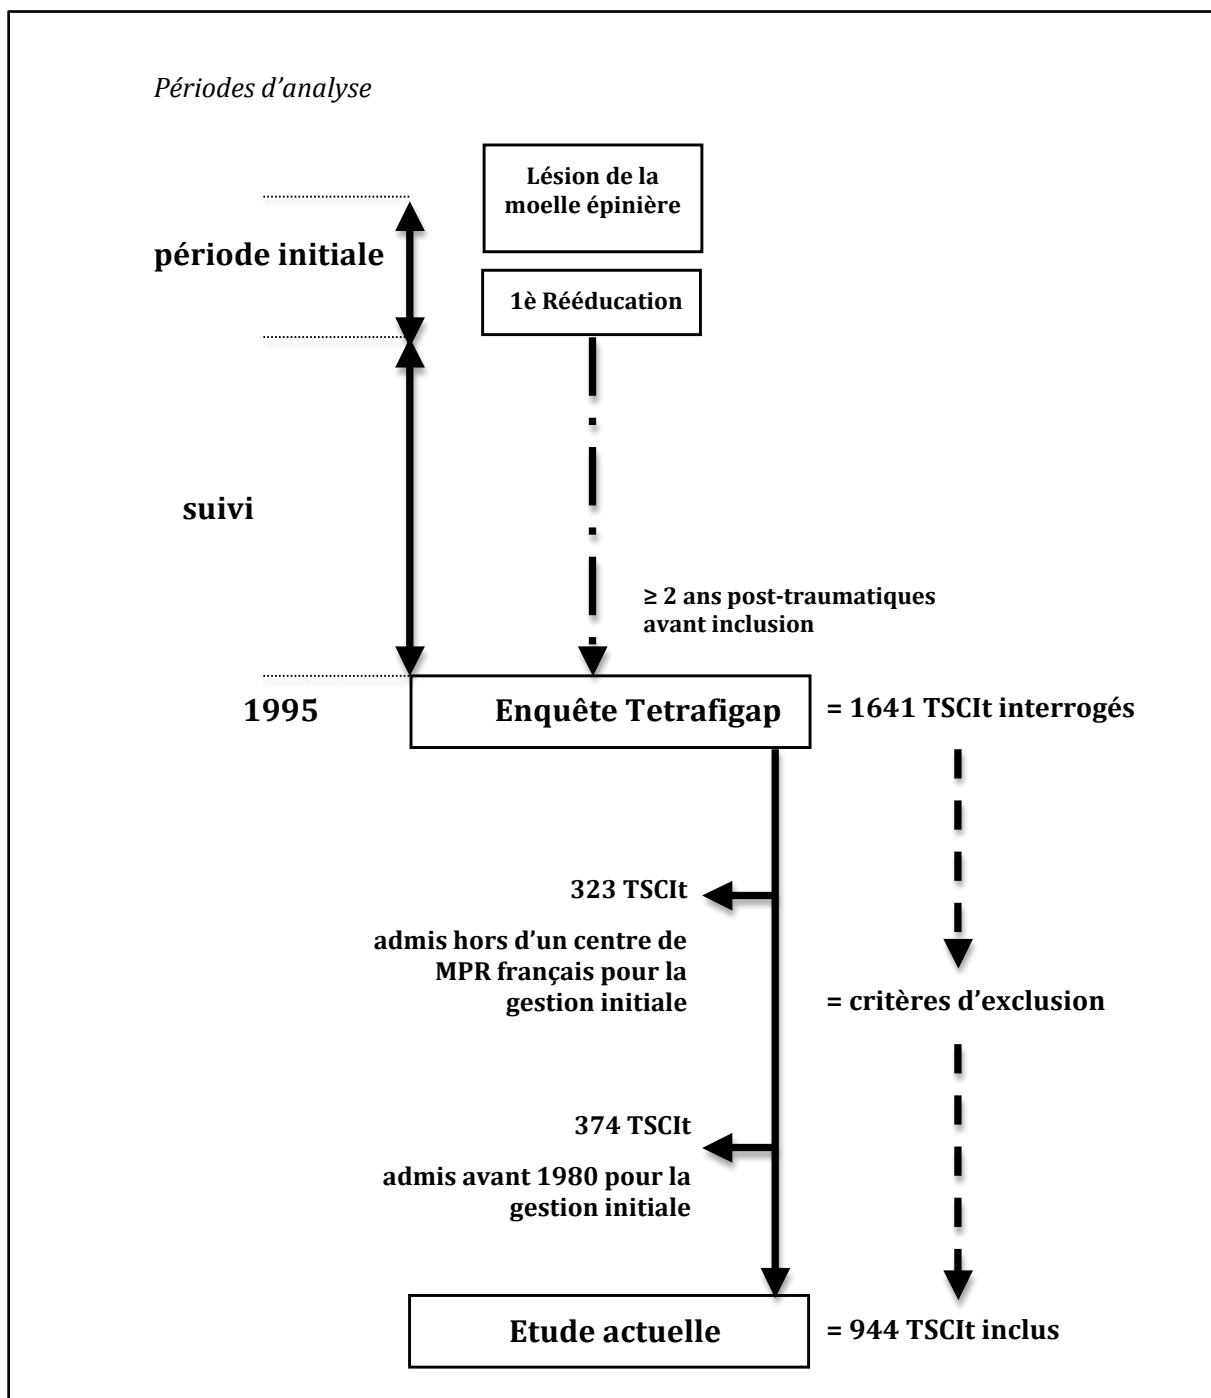 Périodes d’analyse
Lésion de la
moelle épinière
période initiale
1è Rééducation
suivi
≥ 2 ans post-traumatiques
avant inclusion
1995
Enquête Tetrafigap
= 1641 TSCIt interrogés
323 TSCIt
admis hors d’un centre de
MPR français pour la
gestion initiale
= critères d’exclusion
374 TSCIt
admis avant 1980 pour la
gestion initiale
Etude actuelle
= 944 TSCIt inclus